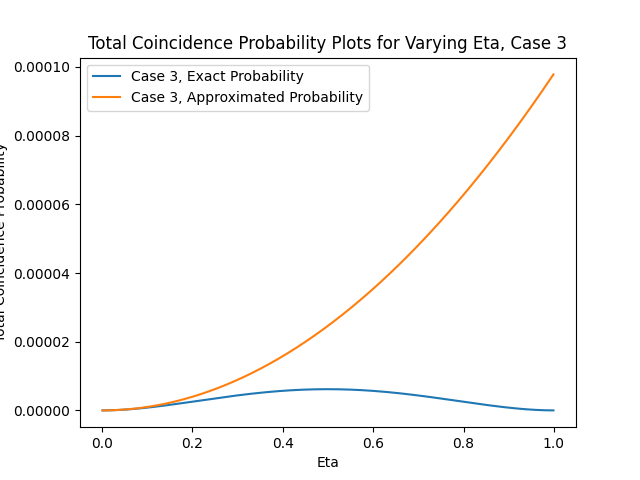 Total Coincidence Probability Plots for Varying Eta, Case 3
Case 3, Exact Probability
Case 3, Approximated Probability
Total Coincidence Probability
0.00010
0.00008
0.00006
0.00004
0.00002
0.00000
0.0 0.2 0.4 0.6 0.8 1.0
Eta